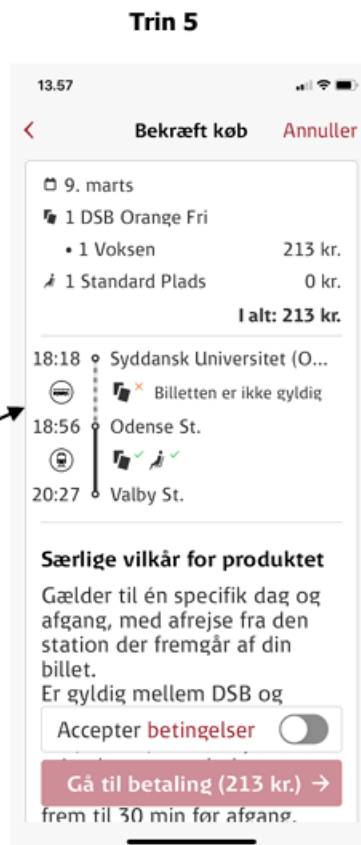 Trin 5
13.57
Bekræft køb Annuller
9. marts
1 DSB Orange Fri
• 1 Voksen 213 kr.
1 Standard Plads 0 kr.
I alt: 213 kr.
18:18 Syddansk Universitet (O...
Billetten er ikke gyldig
18:56 Odense St.
20:27 Valby St.
Særlige vilkår for produktet
Gælder til én specifik dag og
afgang, med afrejse fra den
station der fremgår af din
billet.
Er gyldig mellem DSB og
Accepter betingelser
Gå til betaling (213 kr.) →
frem til 30 min før afgang.